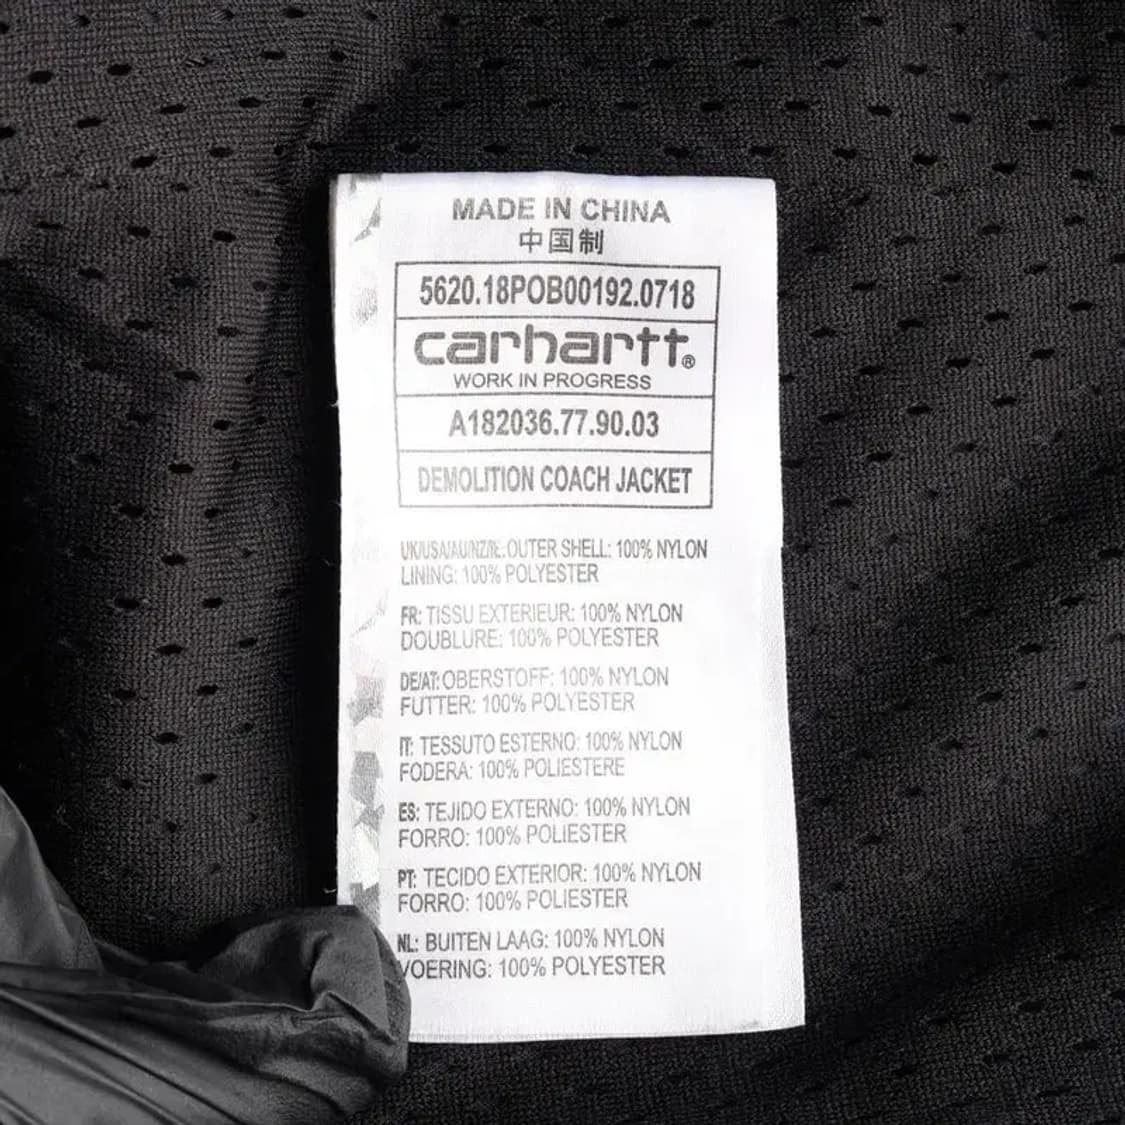 MADE IN CHINA
中国制
5620.18POB00192.0718
carhartt®
WORK IN PROGRESS
A182036.77.90.03
DEMOLITION COACH JACKET
UK/USA/AU/NZ/IE: OUTER SHELL: 100% NYLON
LINING: 100% POLYESTER
FR: TISSU EXTERIEUR: 100% NYLON
DOUBLURE: 100% POLYESTER
DE/AT: OBERSTOFF: 100% NYLON
FUTTER: 100% POLYESTER
IT: TESSUTO ESTERNO: 100% NYLON
FODERA: 100% POLIESTERE
ES: TEJIDO EXTERNO: 100% NYLON
FORRO: 100% POLIESTER
PT: TECIDO EXTERIOR: 100% NYLON
FORRO: 100% POLIESTER
NL: BUITEN LAAG: 100% NYLON
VOERING: 100% POLYESTER